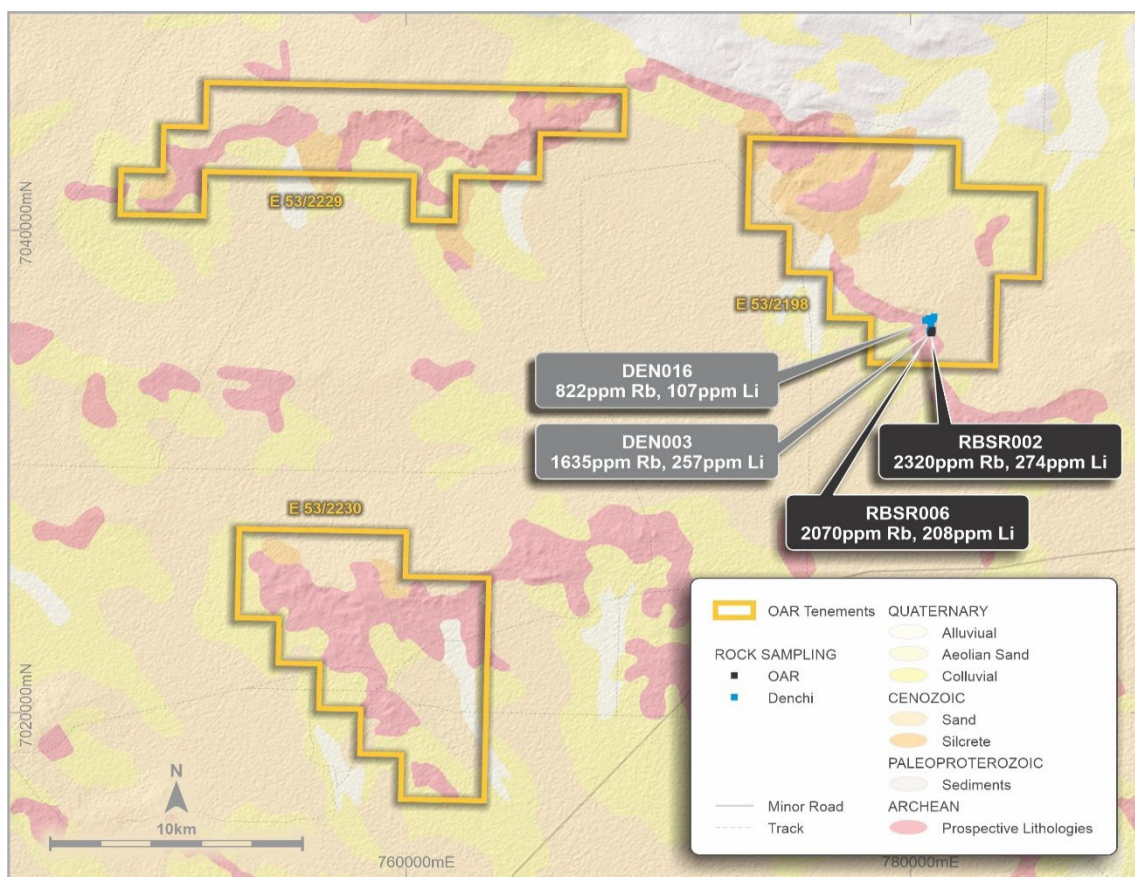 E 53/2229
7040000mN
E 53/2198
DEN016
822ppm Rb, 107ppm Li
DEN003
1635ppm Rb, 257ppm Li
RBSR002
2320ppm Rb, 274ppm Li
RBSR006
2070ppm Rb, 208ppm Li
E 53/2230
7020000mN
N
10km
760000mE
780000mE
OAR Tenements
ROCK SAMPLING
OAR
Denchi
Minor Road
Track
QUATERNARY
Alluviual
Aeolian Sand
Colluvial
CENOZOIC
Sand
Silcrete
PALEOPROTEROZOIC
Sediments
ARCHEAN
Prospective Lithologies